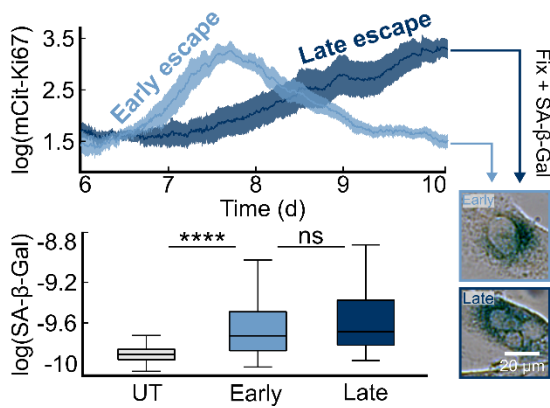 log(mCit-Ki67)
3.5
2.5
1.5
Early escape
Late escape
6 7 8 9 10
Time (d)
Fix + SA-β-Gal
Early
Late
20 μm
log(SA-β-Gal)
-8.8
-9.2
-9.6
-10
**** ns
UT Early Late